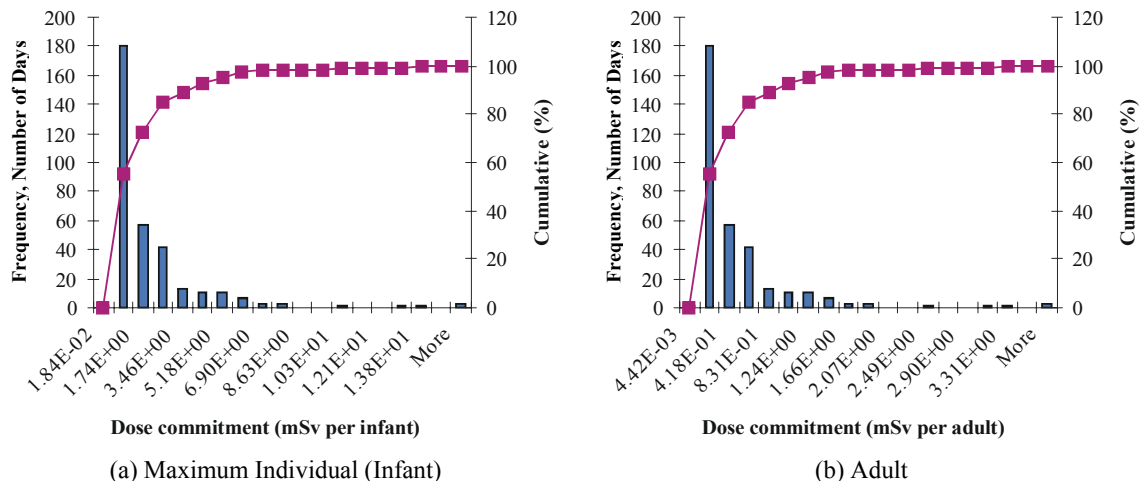 200
180
160
140
120
100
80
60
40
20
0
Frequency, Number of Days
120
100
80
60
40
20
0
Cumulative (%)
1.84E-02
1.74E+00
3.46E+00
5.18E+00
6.90E+00
8.63E+00
1.03E+01
1.21E+01
1.38E+01
More
Dose commitment (mSv per infant)
(a) Maximum Individual (Infant)
200
180
160
140
120
100
80
60
40
20
0
Frequency, Number of Days
120
100
80
60
40
20
0
Cumulative (%)
4.42E-03
4.18E-01
8.31E-01
1.24E+00
1.66E+00
2.07E+00
2.49E+00
2.90E+00
3.31E+00
More
Dose commitment (mSv per adult)
(b) Adult